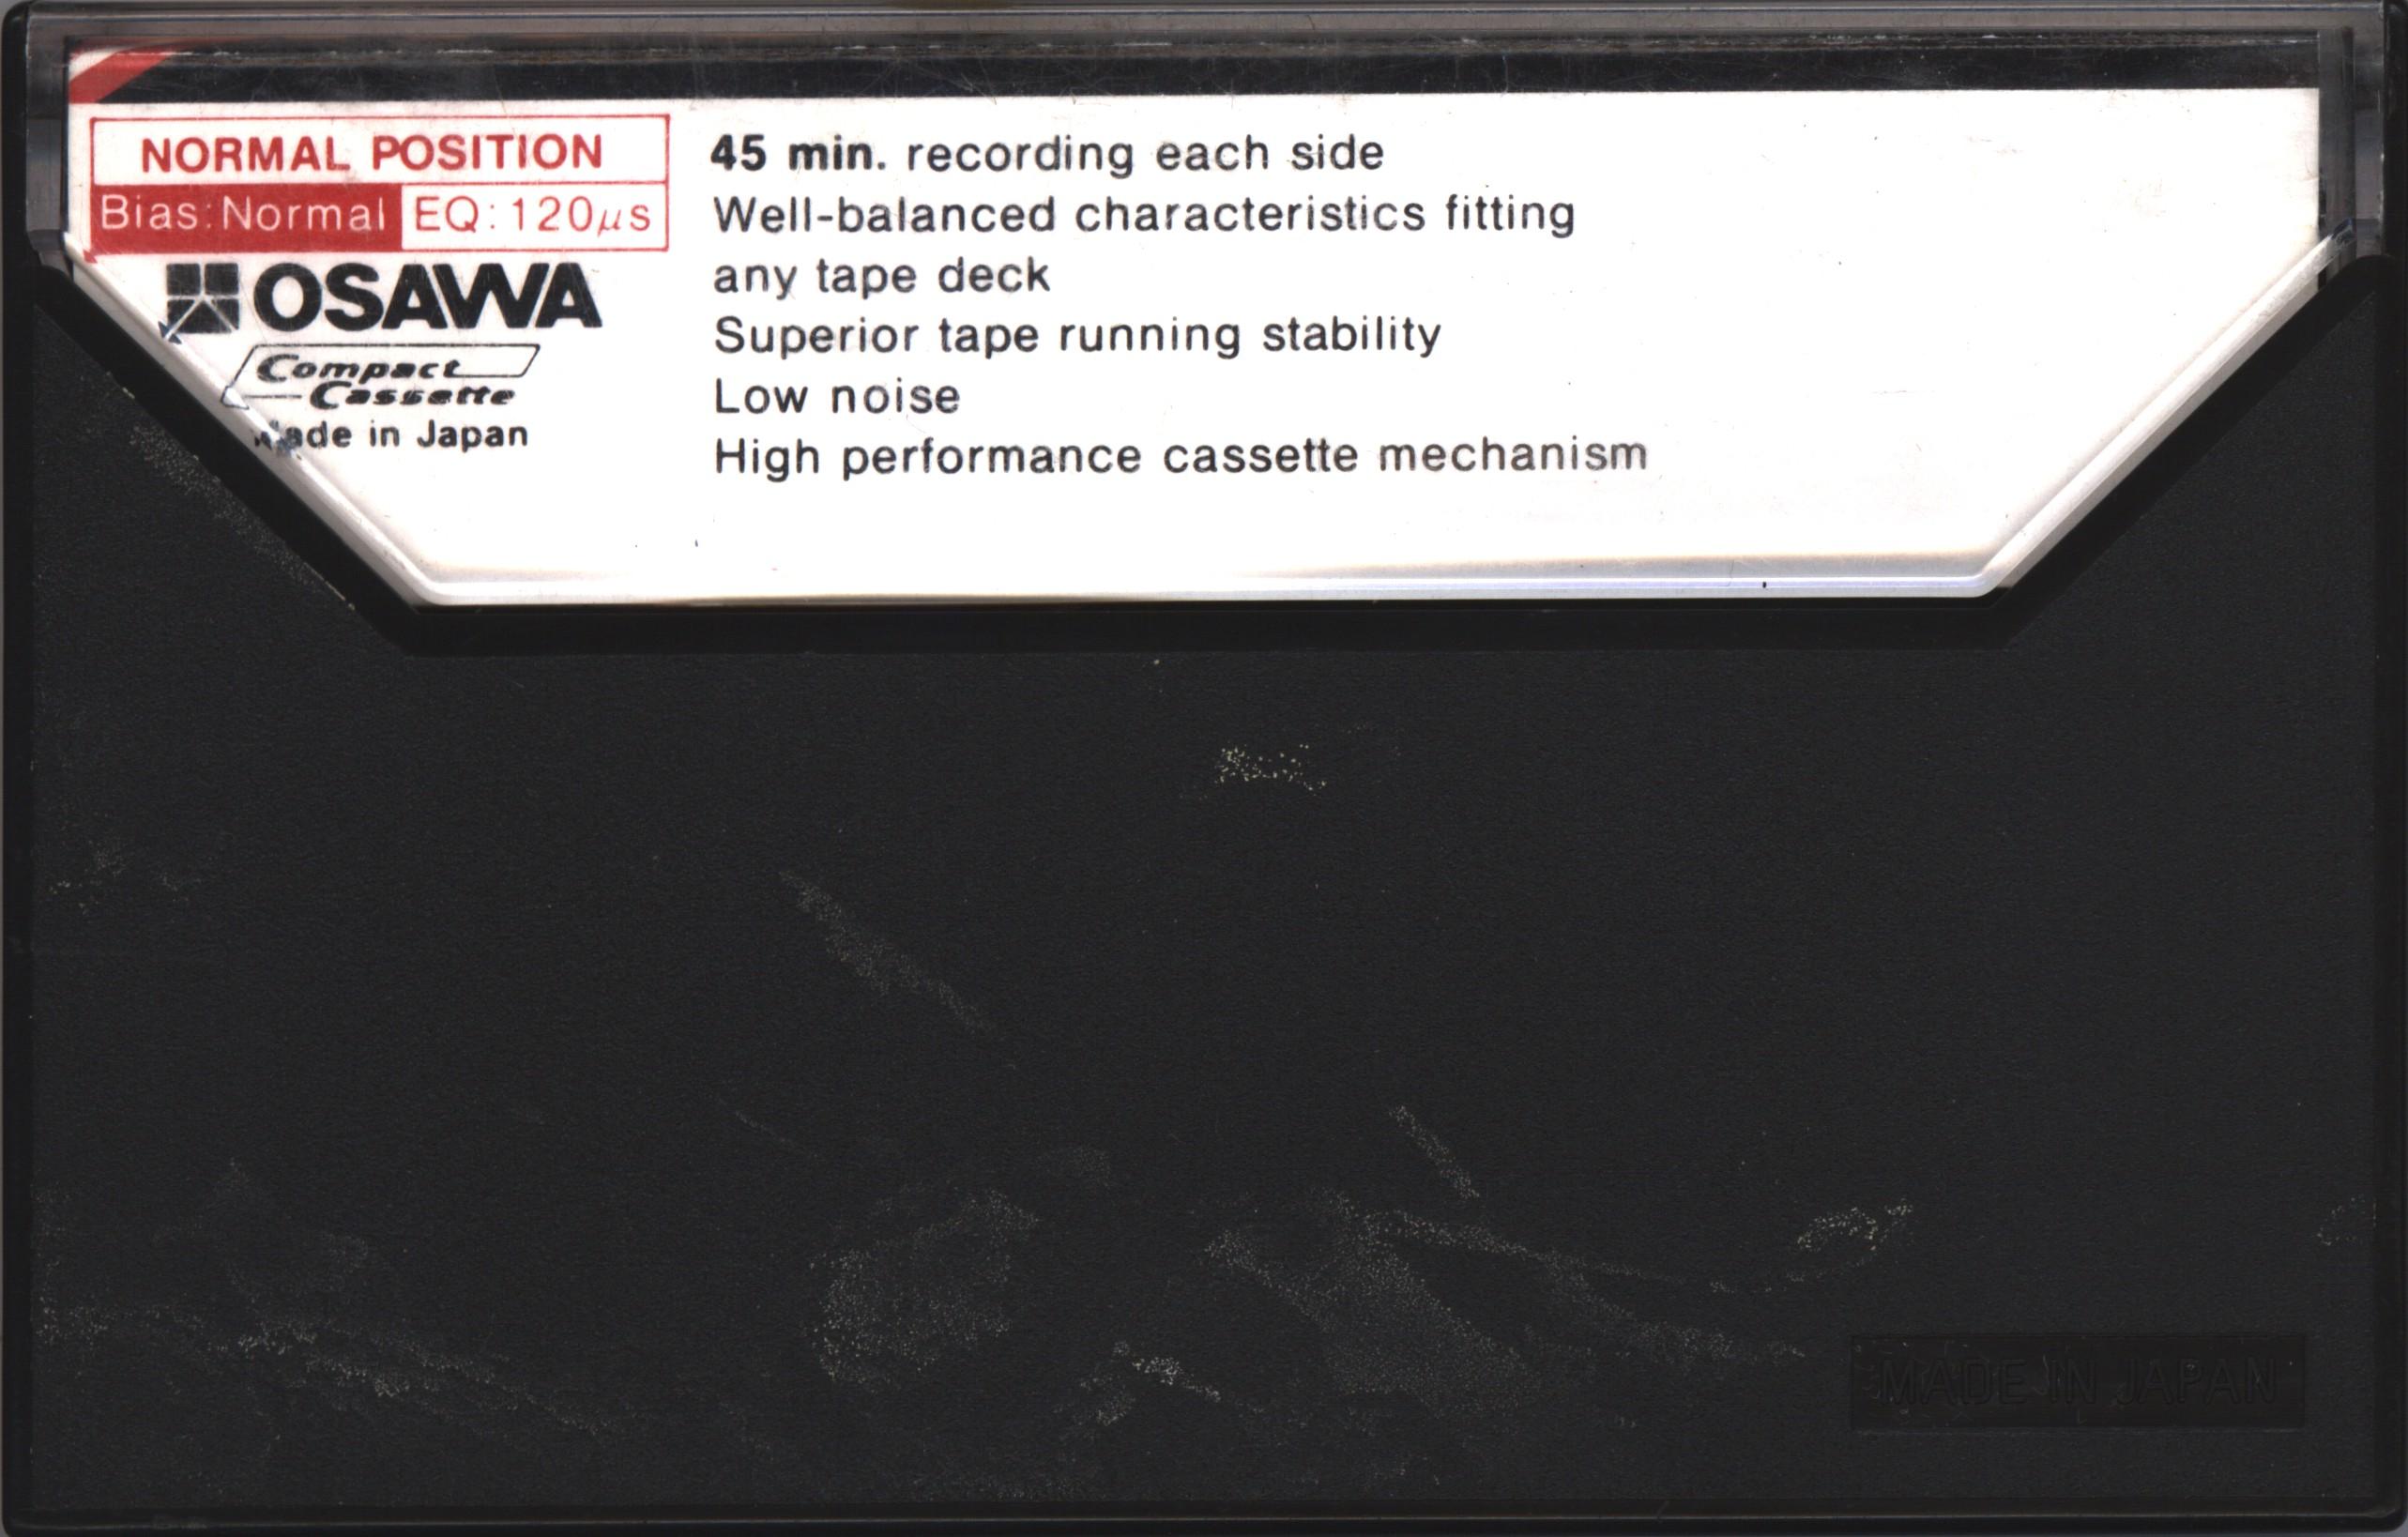 NORMAL POSITION
Bias:Normal EQ:120μs
OSAWA
Compact
Cassette
Made in Japan
45 min. recording each side
Well-balanced characteristics fitting
any tape deck
Superior tape running stability
Low noise
High performance cassette mechanism
MADE IN JAPAN